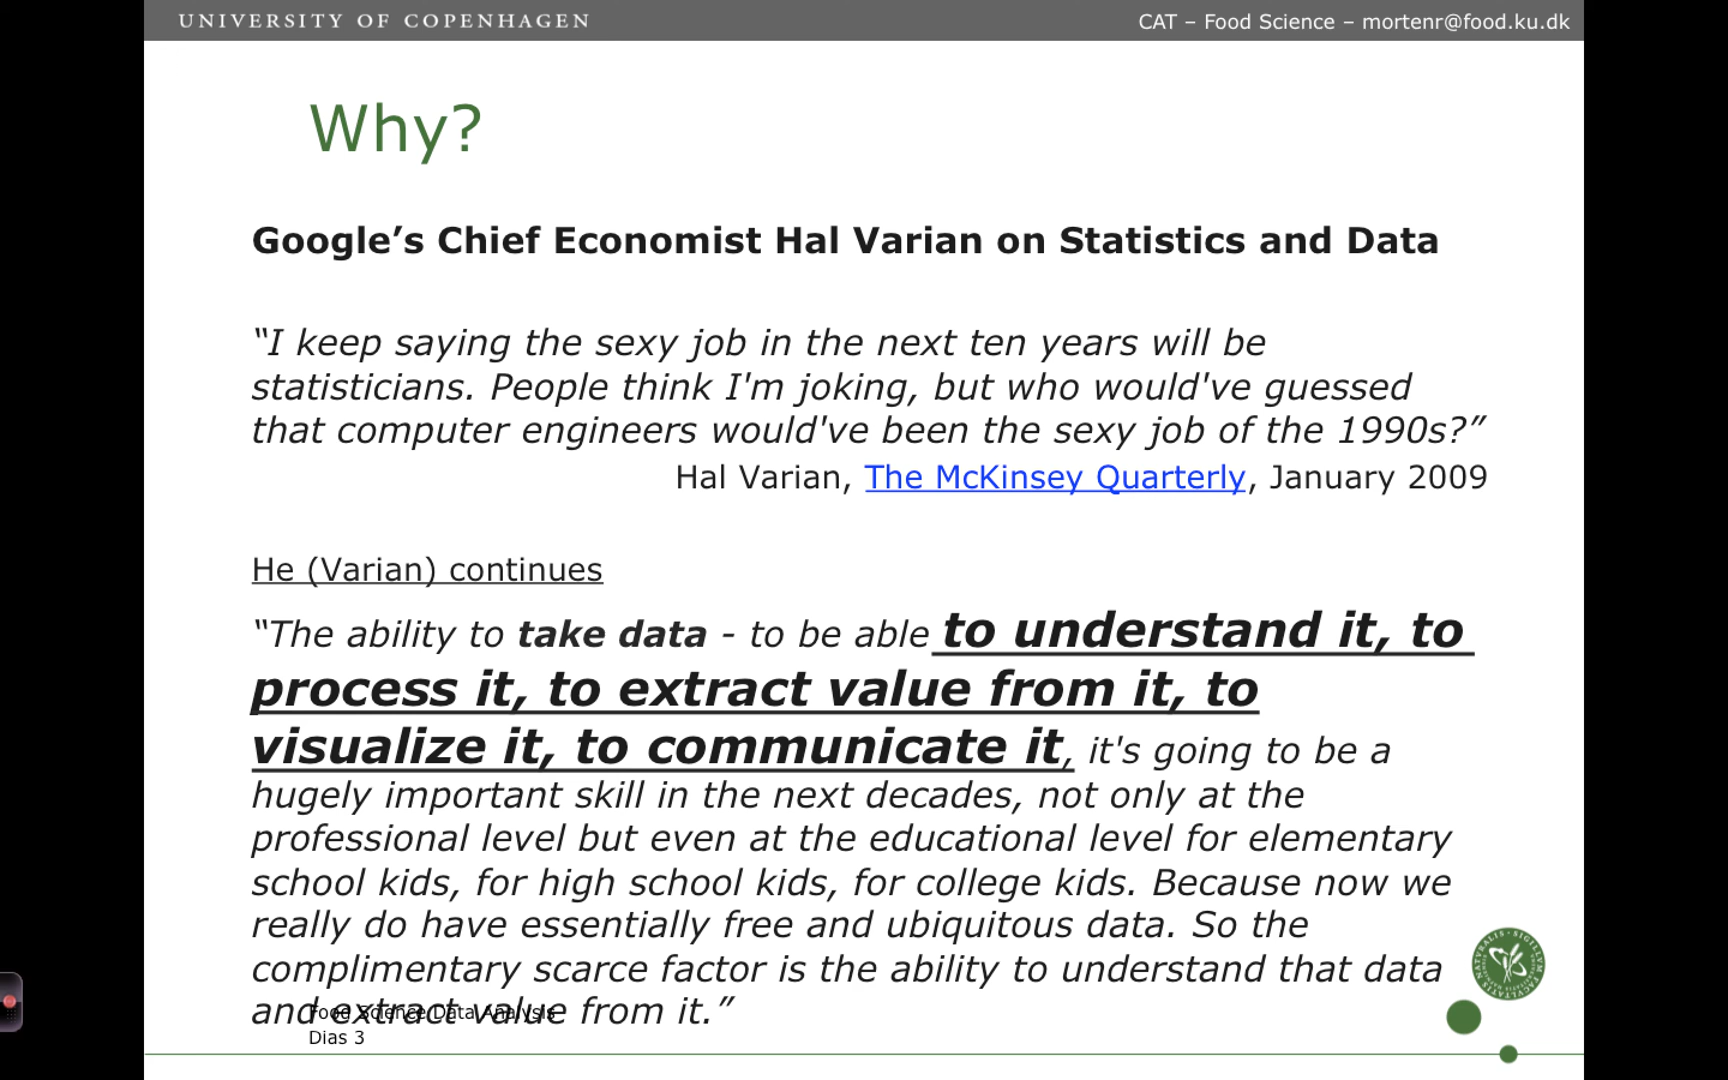 UNIVERSITY OF COPENHAGEN
CAT – Food Science – mortenr@food.ku.dk
Why?
Google’s Chief Economist Hal Varian on Statistics and Data
“I keep saying the sexy job in the next ten years will be
statisticians. People think I'm joking, but who would've guessed
that computer engineers would've been the sexy job of the 1990s?”
Hal Varian, The McKinsey Quarterly, January 2009
He (Varian) continues
“The ability to take data - to be able to understand it, to
process it, to extract value from it, to
visualize it, to communicate it, it's going to be a
hugely important skill in the next decades, not only at the
professional level but even at the educational level for elementary
school kids, for high school kids, for college kids. Because now we
really do have essentially free and ubiquitous data. So the
complimentary scarce factor is the ability to understand that data
and extract value from it.”
Food Science Data Analysis
Dias 3